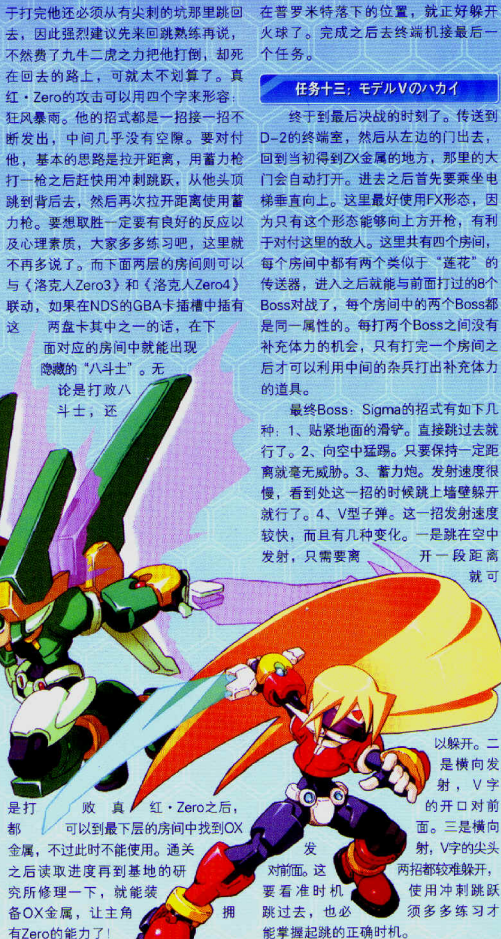 于打完他还必须从有尖刺的坑那里跳回
去，因此强烈建议先来回跳熟练再说，
不然费了九牛二虎之力把他打倒，却死
在回去的路上，可就太不划算了。真
红·Zero的攻击可以用四个字来形容：
狂风暴雨。他的招式都是一招接一招不
断发出，中间几乎没有空隙。要对付
他，基本的思路是拉开距离，用蓄力枪
打一枪之后赶快用冲刺跳跃，从他头顶
跳到背后去，然后再次拉开距离使用蓄
力枪。要想取胜一定要有良好的反应以
及心理素质，大家多多练习吧，这里就
不再多说了。而下面两层的房间则可以
与《洛克人Zero3》和《洛克人Zero4》
联动，如果在NDS的GBA卡插槽中插有
这 两盘卡其中之一的话，在下
面对应的房间中就能出现
隐藏的“八斗士”。无
论是打败八
斗士，还
是打 败 真 红·Zero之后，
都 可以到最下层的房间中找到OX
金属，不过此时不能使用。通关
之后读取进度再到基地的研
究所修理一下，就能装
备OX金属，让主角 拥
有Zero的能力了！
在普罗米特落下的位置，就正好躲开
火球了。完成之后去终端机接最后一
个任务。
任务十三：モデルVのハカイ
终于到最后决战的时刻了。传送到
D-2的终端室，然后从左边的门出去，
回到当初得到ZX金属的地方，那里的大
门会自动打开。进去之后首先要乘坐电
梯垂直向上。这里最好使用FX形态，因
为只有这个形态能够向上方开枪，有利
于对付这里的敌人。这里共有四个房间，
每个房间中都有两个类似于“莲花”的
传送器，进入之后就能与前面打过的8个
Boss对战了，每个房间中的两个Boss都
是同一属性的。每打两个Boss之间没有
补充体力的机会，只有打完一个房间之
后才可以利用中间的杂兵打出补充体力
的道具。
最终Boss：Sigma的招式有如下几
种：1、贴紧地面的滑铲。直接跳过去就
行了。2、向空中猛踢。只要保持一定距
离就毫无威胁。3、蓄力炮。发射速度很
慢，看到处这一招的时候跳上墙壁躲开
就行了。4、V型子弹。这一招发射速度
较快，而且有几种变化。一是跳在空中
发射，只需要离 开一段距离
就可
以躲开。二
是横向发
射，V字
的开口对前
面。三是横向
发 射，V字的尖头
对前面。这 两招都较难躲开，
要看准时机 使用冲刺跳跃
跳过去，也必 须多多练习才
能掌握起跳的正确时机。